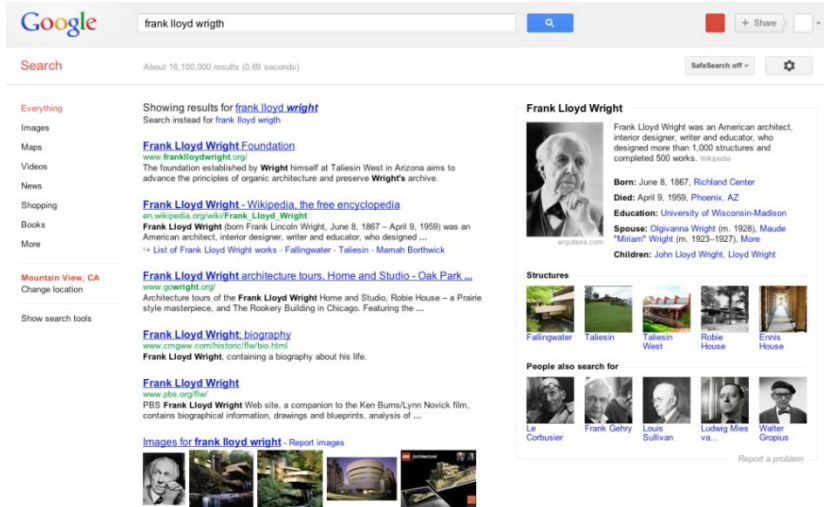 Google
frank lloyd wrigth
+ Share
Search
About 16,100,000 results (0.69 seconds)
SafeSearch off
Everything
Images
Maps
Videos
News
Shopping
Books
More
Mountain View, CA
Change location
Show search tools
Showing results for frank lloyd wright
Search instead for frank lloyd wrigth
Frank Lloyd Wright Foundation
www.franklloydwright.org/
The foundation established by Wright himself at Taliesin West in Arizona aims to
advance the principles of organic architecture and preserve Wright's archive.
Frank Lloyd Wright - Wikipedia, the free encyclopedia
en.wikipedia.org/wiki/Frank_Lloyd_Wright
Frank Lloyd Wright (born Frank Lincoln Wright, June 8, 1867 – April 9, 1959) was an
American architect, interior designer, writer and educator, who designed ...
List of Frank Lloyd Wright works - Fallingwater - Taliesin - Mamah Borthwick
Frank Lloyd Wright architecture tours, Home and Studio - Oak Park ...
www.gowright.org/
Architecture tours of the Frank Lloyd Wright Home and Studio, Robie House – a Prairie
style masterpiece, and The Rookery Building in Chicago. Featuring the ...
Frank Lloyd Wright: biography
www.cmgww.com/historic/flw/bio.html
Frank Lloyd Wright, containing a biography about his life.
Frank Lloyd Wright
www.pbs.org/flw/
PBS Frank Lloyd Wright Web site, a companion to the Ken Burns/Lynn Novick film,
contains biographical information, drawings and blueprints, analysis of ...
Images for frank lloyd wright - Report images
Architecture
Frank Lloyd Wright
Frank Lloyd Wright was an American architect,
interior designer, writer and educator, who
designed more than 1,000 structures and
completed 500 works. Wikipedia
Born: June 8, 1867, Richland Center
Died: April 9, 1959, Phoenix, AZ
Education: University of Wisconsin-Madison
Spouse: Olgivanna Wright (m. 1928), Maude
"Miriam" Wright (m. 1923–1927), More
Children: John Lloyd Wright, Lloyd Wright
arquitexs.com
Structures
Fallingwater
Taliesin
Taliesin
West
Robie
House
Ennis
House
People also search for
Le
Corbusier
Frank Gehry
Louis
Sullivan
Ludwig Mies
va...
Walter
Gropius
Report a problem